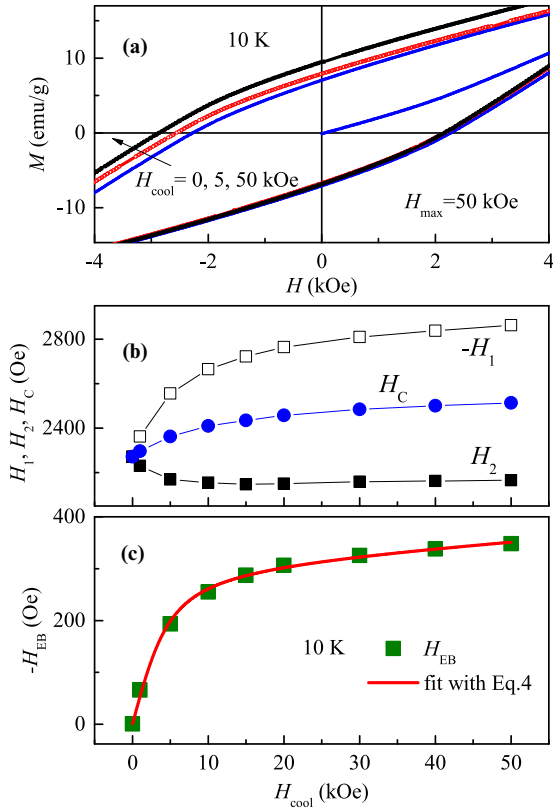 (a)
10 K
M (emu/g)
10
0
-10
H_cool= 0, 5, 50 kOe
H_max=50 kOe
-4 -2 0 2 4
H (kOe)
(b)
H_1, H_2, H_C (Oe)
2800
2400
-H_1
H_C
H_2
(c)
-H_EB (Oe)
400
200
0
10 K
H_EB
fit with Eq.4
0 10 20 30 40 50
H_cool (kOe)